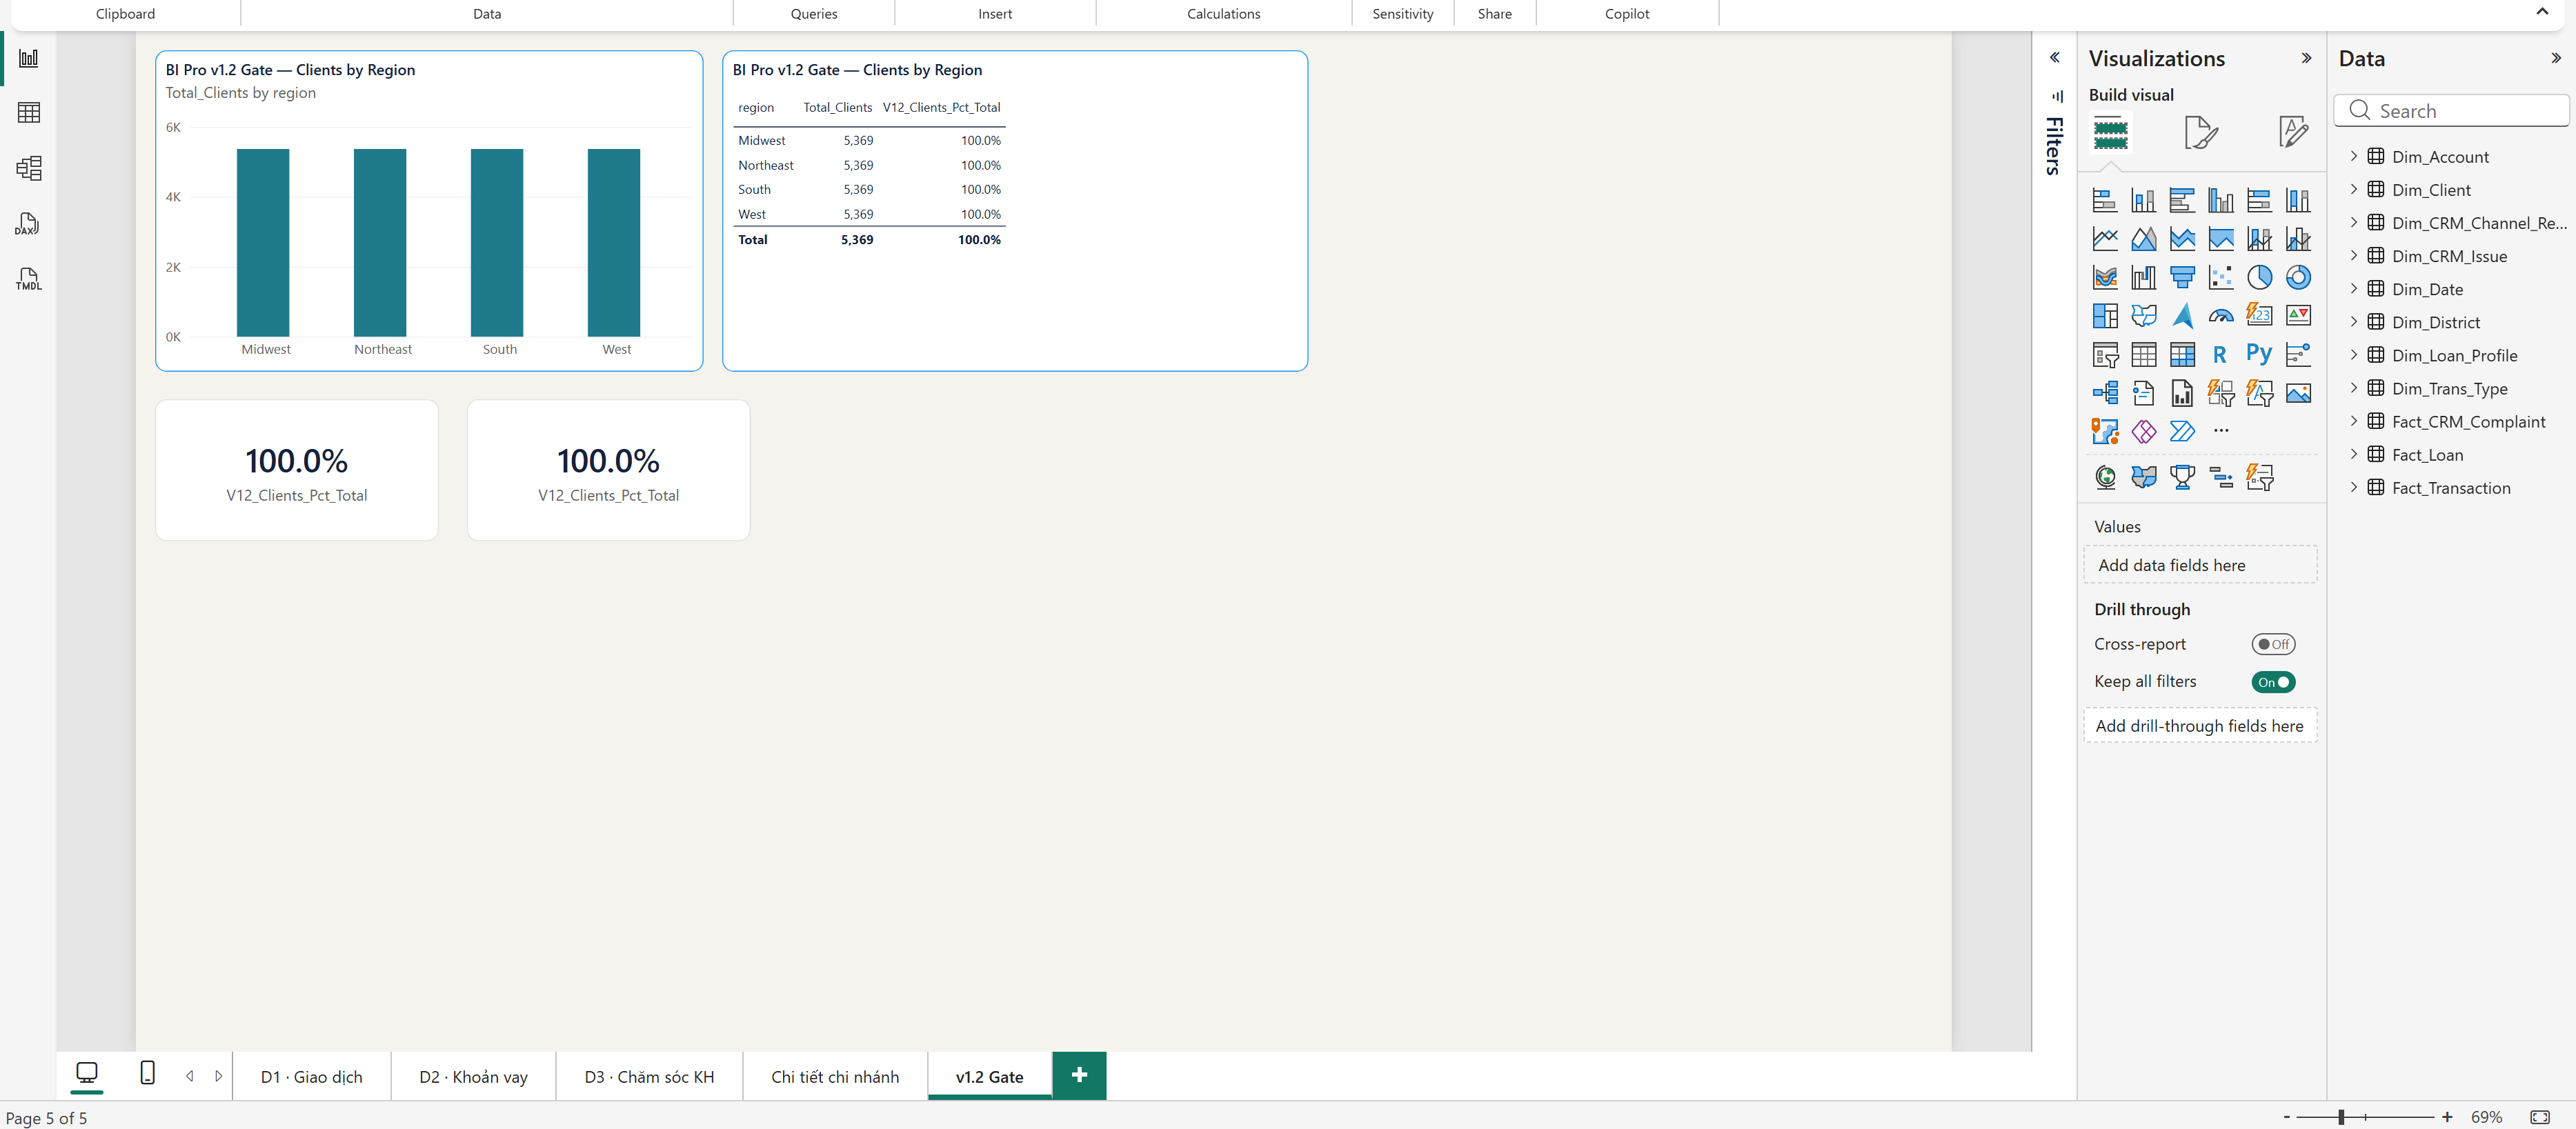 Clipboard
Data
Queries
Insert
Calculations
Sensitivity
Share
Copilot
DAX
TMDL
BI Pro v1.2 Gate — Clients by Region
Total_Clients by region
6K
4K
2K
0K
Midwest
Northeast
South
West
BI Pro v1.2 Gate — Clients by Region
region Total_Clients V12_Clients_Pct_Total
Midwest 5,369 100.0%
Northeast 5,369 100.0%
South 5,369 100.0%
West 5,369 100.0%
Total 5,369 100.0%
100.0%
V12_Clients_Pct_Total
100.0%
V12_Clients_Pct_Total
Filters
Visualizations
Build visual
123
R
Py
...
Values
Add data fields here
Drill through
Cross-report
Off
Keep all filters
On
Add drill-through fields here
Data
Search
Dim_Account
Dim_Client
Dim_CRM_Channel_Re...
Dim_CRM_Issue
Dim_Date
Dim_District
Dim_Loan_Profile
Dim_Trans_Type
Fact_CRM_Complaint
Fact_Loan
Fact_Transaction
D1 · Giao dịch
D2 · Khoản vay
D3 · Chăm sóc KH
Chi tiết chi nhánh
v1.2 Gate
+
Page 5 of 5
- + 69%